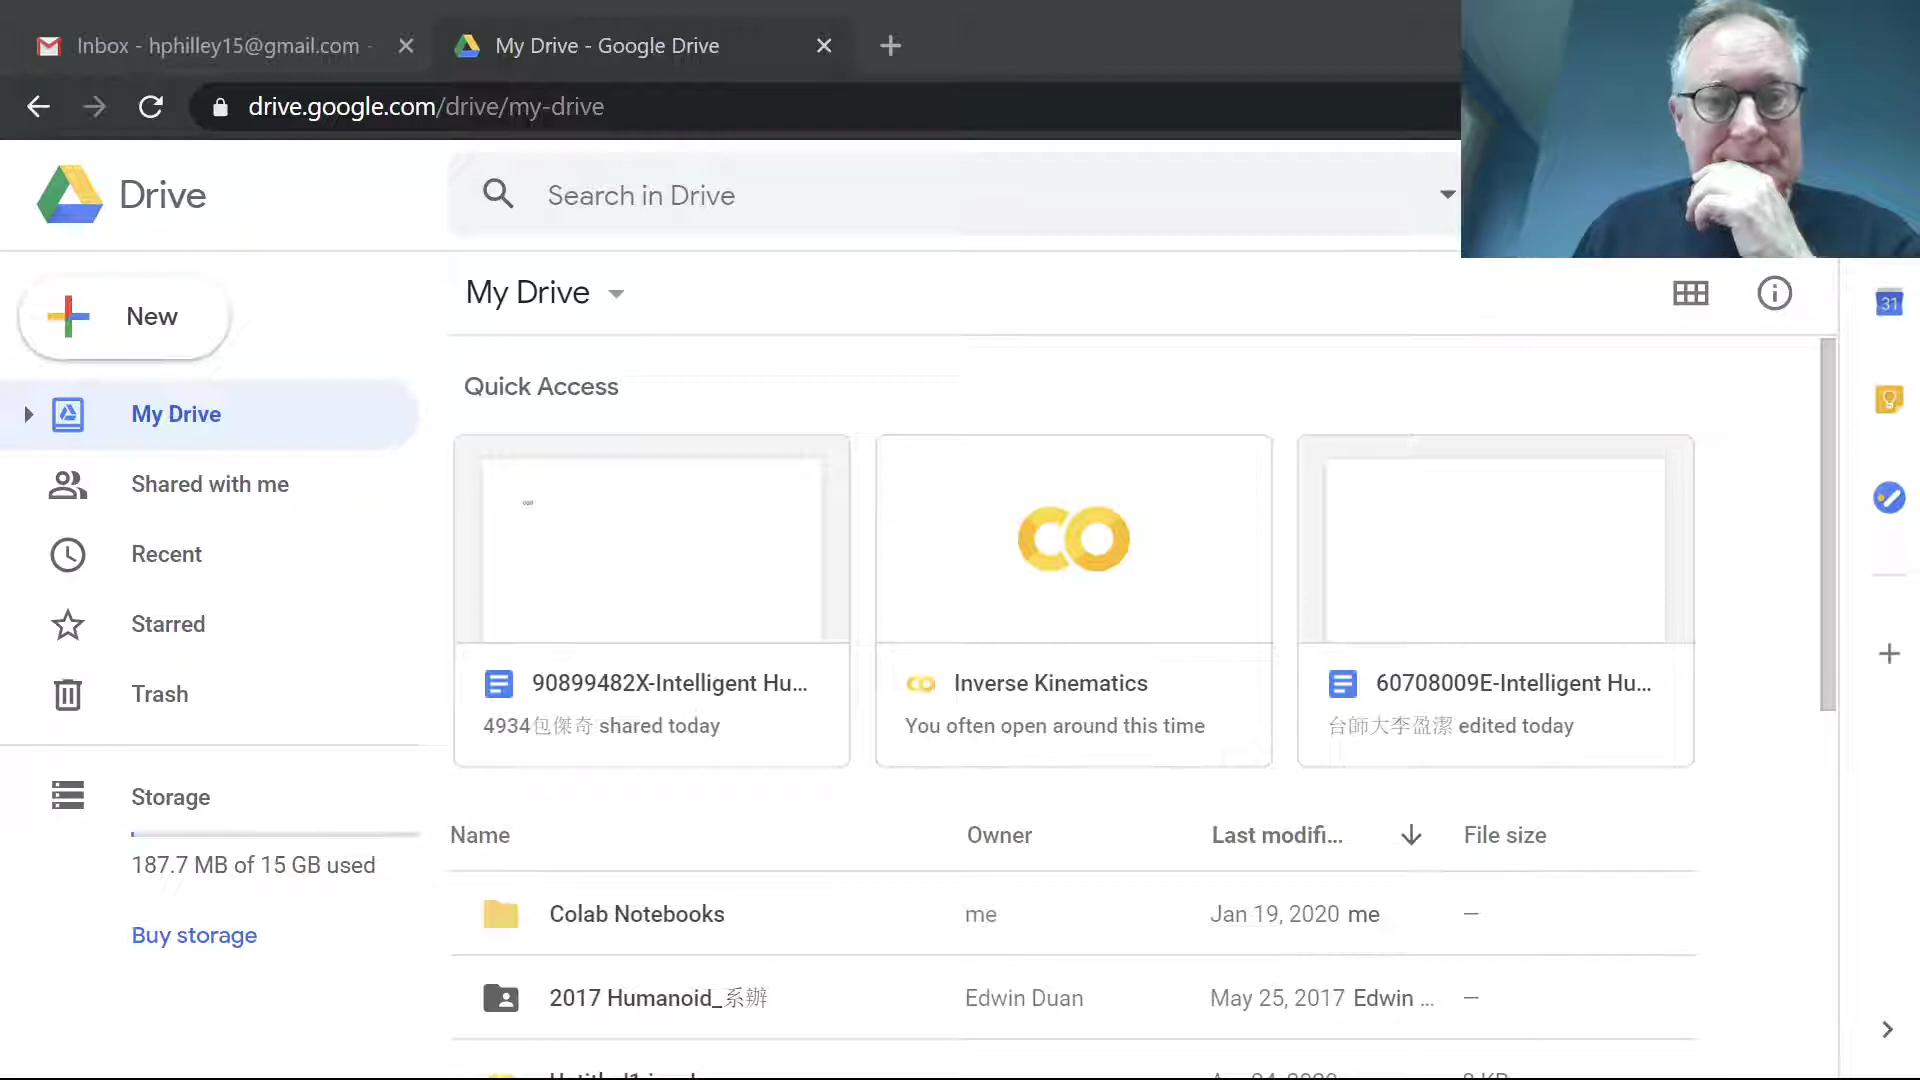 Inbox - hphilley15@gmail.com -
My Drive - Google Drive
drive.google.com/drive/my-drive
Drive
Search in Drive
My Drive
31
New
Quick Access
My Drive
Shared with me
Recent
Starred
Trash
90899482X-Intelligent Hu...
4934包傑奇 shared today
Inverse Kinematics
You often open around this time
60708009E-Intelligent Hu...
台師大李盈潔 edited today
Storage
187.7 MB of 15 GB used
Buy storage
Name Owner Last modifi... File size
Colab Notebooks me Jan 19, 2020 me —
2017 Humanoid_系辦 Edwin Duan May 25, 2017 Edwin ... —